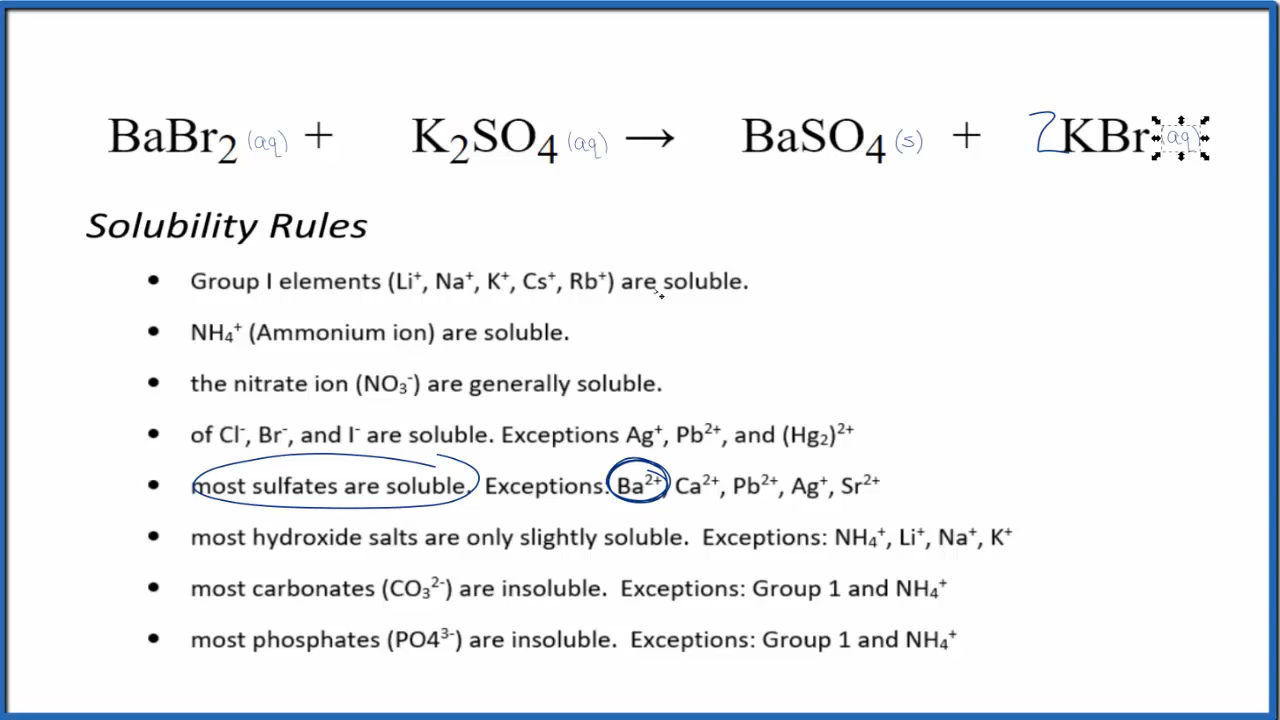 BaBr₂ (aq) + K₂SO₄ (aq) → BaSO₄ (s) + 2KBr (aq)
Solubility Rules
• Group I elements (Li⁺, Na⁺, K⁺, Cs⁺, Rb⁺) are soluble.
• NH₄⁺ (Ammonium ion) are soluble.
• the nitrate ion (NO₃⁻) are generally soluble.
• of Cl⁻, Br⁻, and I⁻ are soluble. Exceptions Ag⁺, Pb²⁺, and (Hg₂)²⁺
• most sulfates are soluble. Exceptions: Ba²⁺, Ca²⁺, Pb²⁺, Ag⁺, Sr²⁺
• most hydroxide salts are only slightly soluble. Exceptions: NH₄⁺, Li⁺, Na⁺, K⁺
• most carbonates (CO₃²⁻) are insoluble. Exceptions: Group 1 and NH₄⁺
• most phosphates (PO4³⁻) are insoluble. Exceptions: Group 1 and NH₄⁺